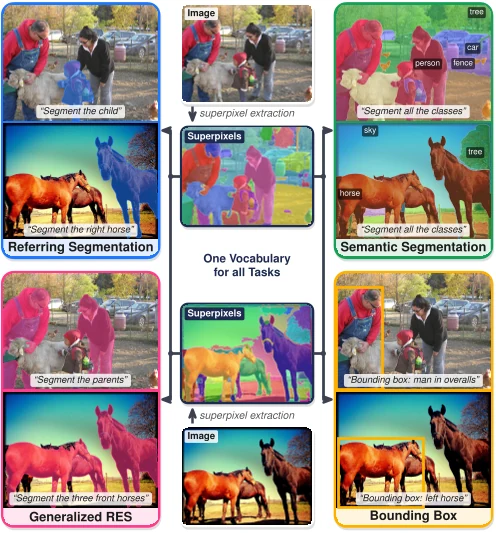 "Segment the child"
"Segment the right horse"
Referring Segmentation
"Segment the parents"
"Segment the three front horses"
Generalized RES
Image
superpixel extraction
Superpixels
One Vocabulary
for all Tasks
Superpixels
superpixel extraction
Image
tree
car
person
fence
"Segment all the classes"
sky
tree
horse
"Segment all the classes"
Semantic Segmentation
"Bounding box: man in overalls"
"Bounding box: left horse"
Bounding Box